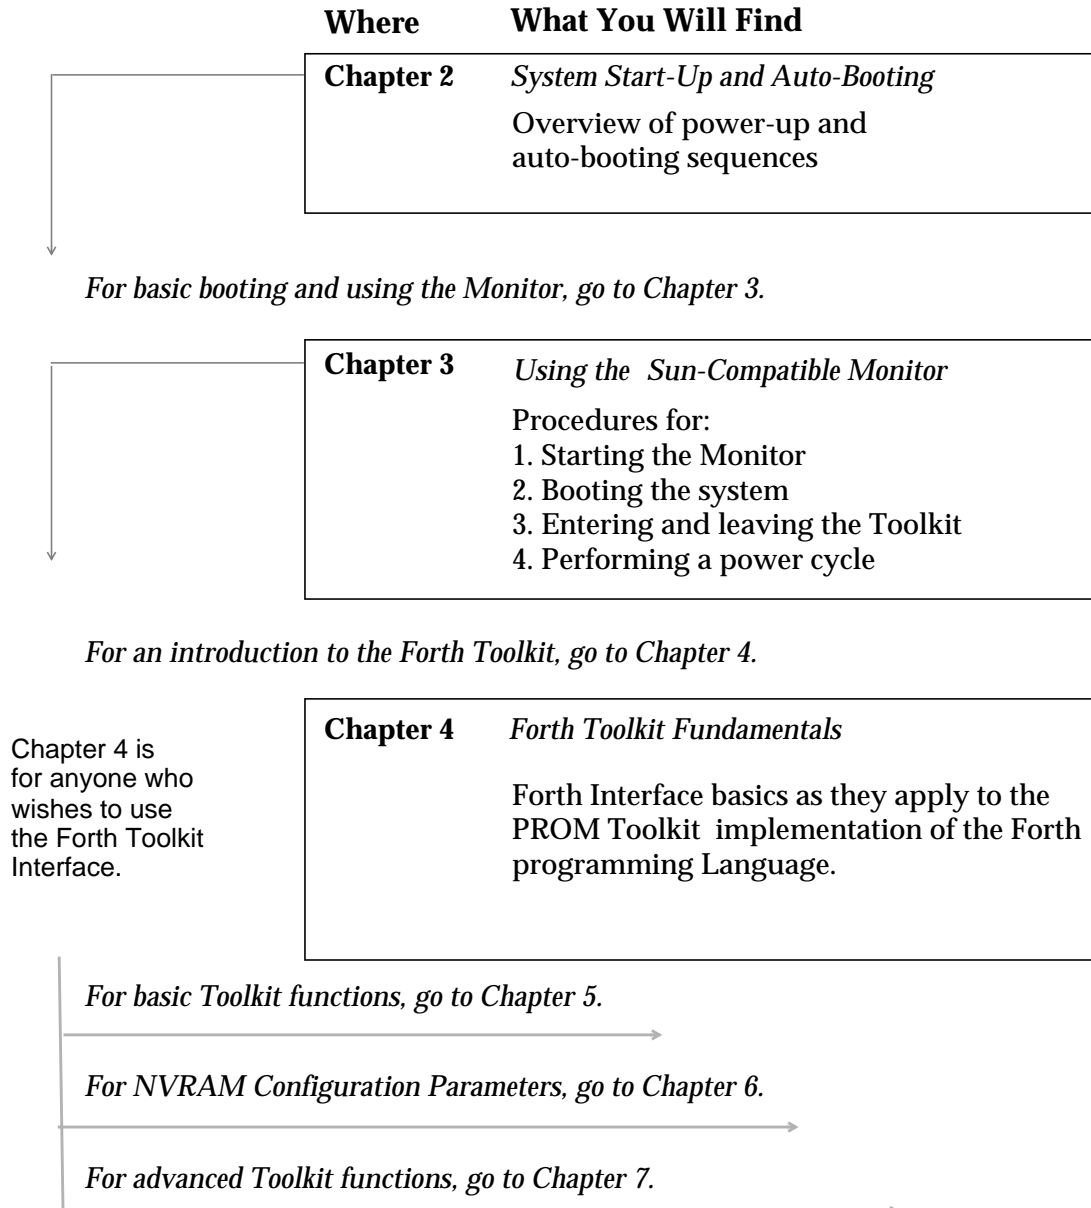 Where What You Will Find
Chapter 2 System Start-Up and Auto-Booting
Overview of power-up and
auto-booting sequences
For basic booting and using the Monitor, go to Chapter 3.
Chapter 3 Using the Sun-Compatible Monitor
Procedures for:
1. Starting the Monitor
2. Booting the system
3. Entering and leaving the Toolkit
4. Performing a power cycle
For an introduction to the Forth Toolkit, go to Chapter 4.
Chapter 4 is
for anyone who
wishes to use
the Forth Toolkit
Interface.
Chapter 4 Forth Toolkit Fundamentals
Forth Interface basics as they apply to the
PROM Toolkit implementation of the Forth
programming Language.
For basic Toolkit functions, go to Chapter 5.
For NVRAM Configuration Parameters, go to Chapter 6.
For advanced Toolkit functions, go to Chapter 7.